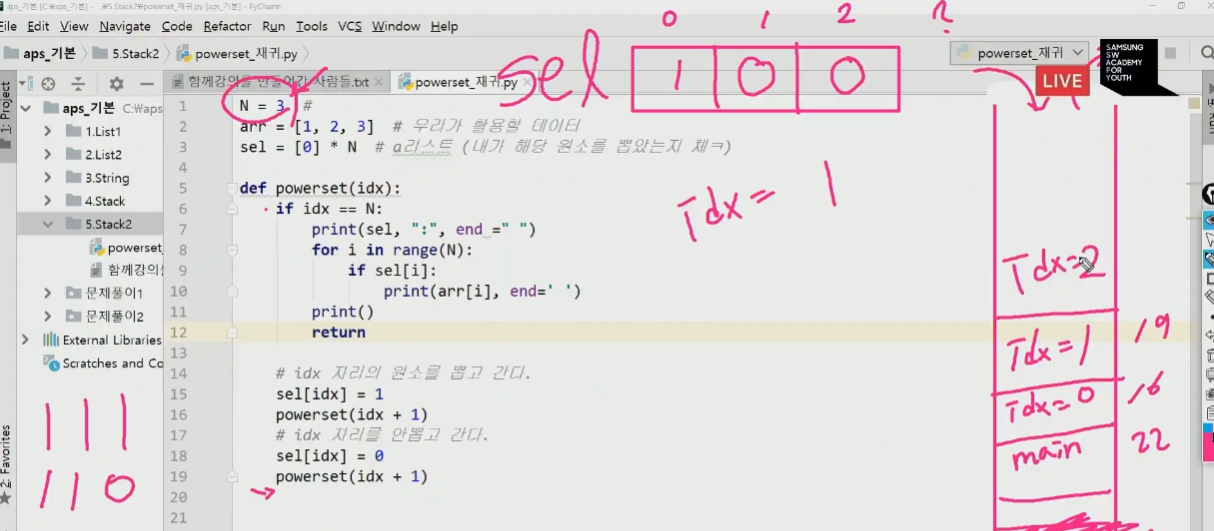 aps_기본 [C:\aps_기본] - ...\5.Stack2\powerset_재귀.py [aps_기본] - PyCharm
File Edit View Navigate Code Refactor Run Tools VCS Window Help
aps_기본 5.Stack2 powerset_재귀.py
powerset_재귀
LIVE
SAMSUNG
SW
ACADEMY
FOR
YOUTH
0 1 2 ?
sel 1 0 0
1: Project
2: Favorites
aps_기본 C:\aps
1.List1
2.List2
3.String
4.Stack
5.Stack2
powerset_
함께강의
문제풀이1
문제풀이2
External Libraries
Scratches and Co
함께강의를 만들어간 사람들.txt
powerset_재귀.py
1 N = 3 #
2 arr = [1, 2, 3] # 우리가 활용할 데이터
3 sel = [0] * N # a리스트 (내가 해당 원소를 뽑았는지 체ㅋ)
4
5 def powerset(idx):
6 if idx == N:
7 print(sel, ":", end =" ")
8 for i in range(N):
9 if sel[i]:
10 print(arr[i], end=' ')
11 print()
12 return
13
14 # idx 자리의 원소를 뽑고 간다.
15 sel[idx] = 1
16 powerset(idx + 1)
17 # idx 자리를 안뽑고 간다.
18 sel[idx] = 0
19 powerset(idx + 1)
20
21
Idx = 1
Idx=2
Idx=1 19
Idx=0 16
main 22
1 1 1
1 1 0